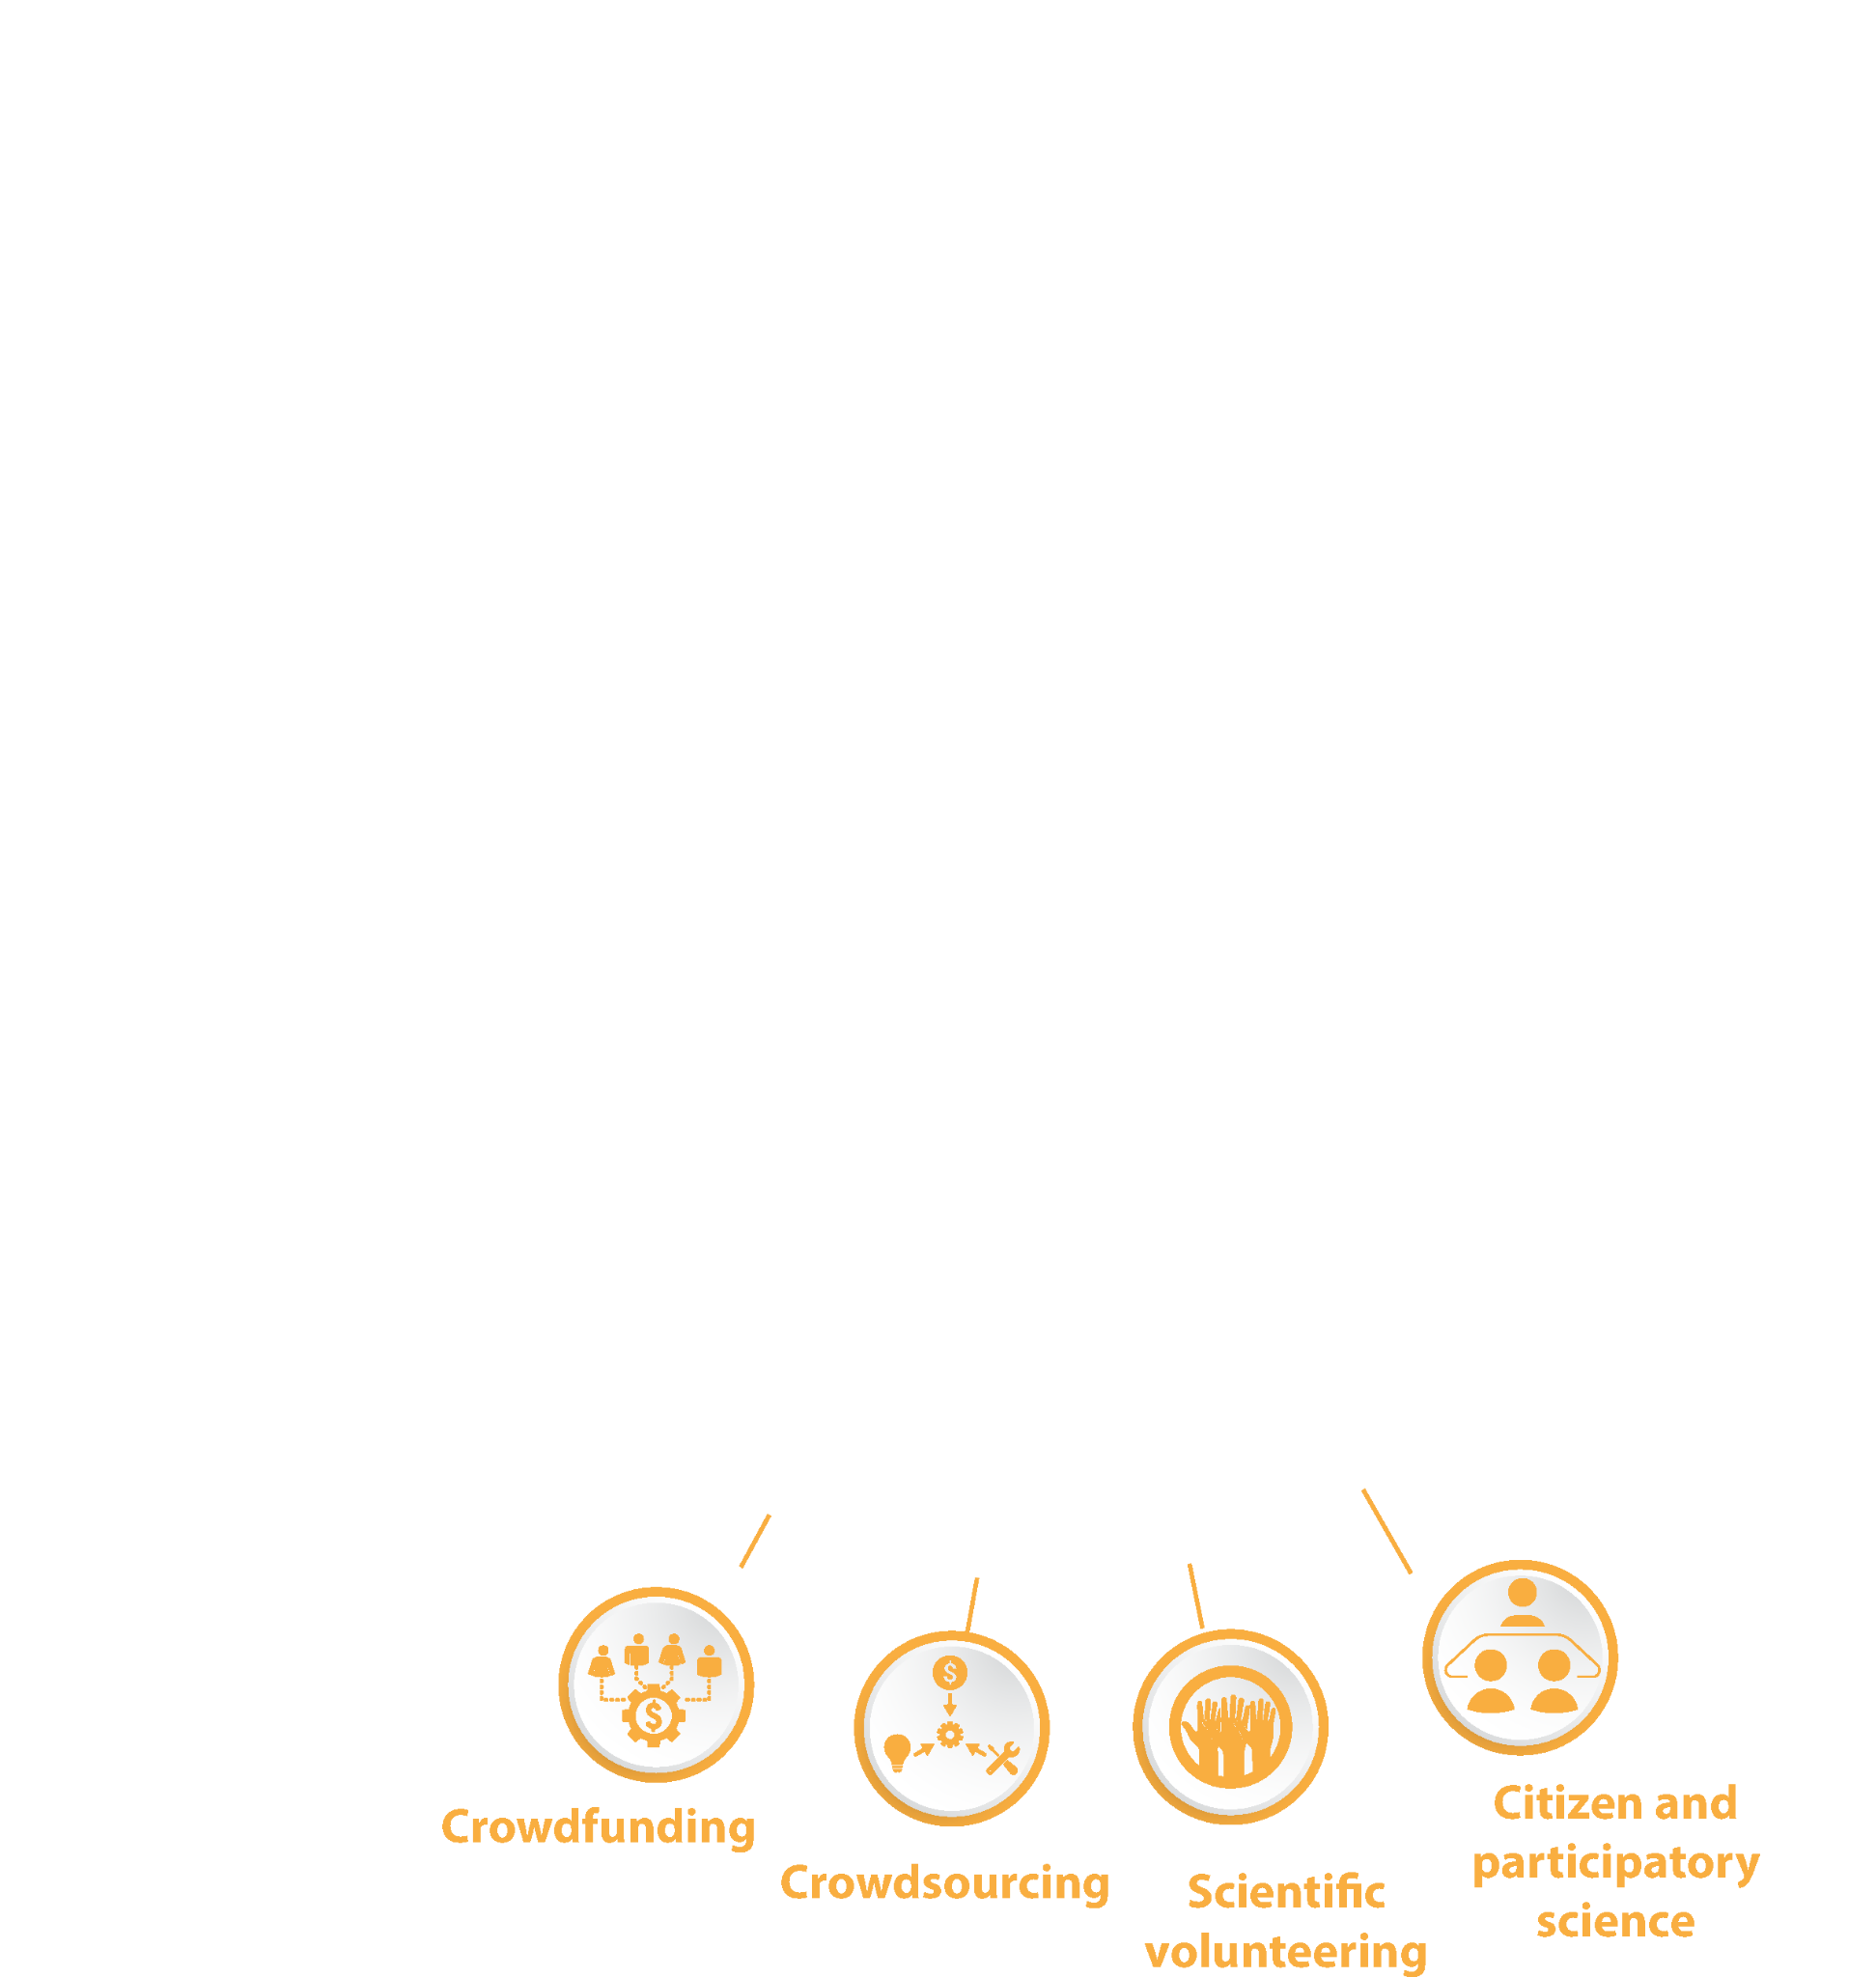 Crowdfunding
Crowdsourcing
Scientific
volunteering
Citizen and
participatory
science